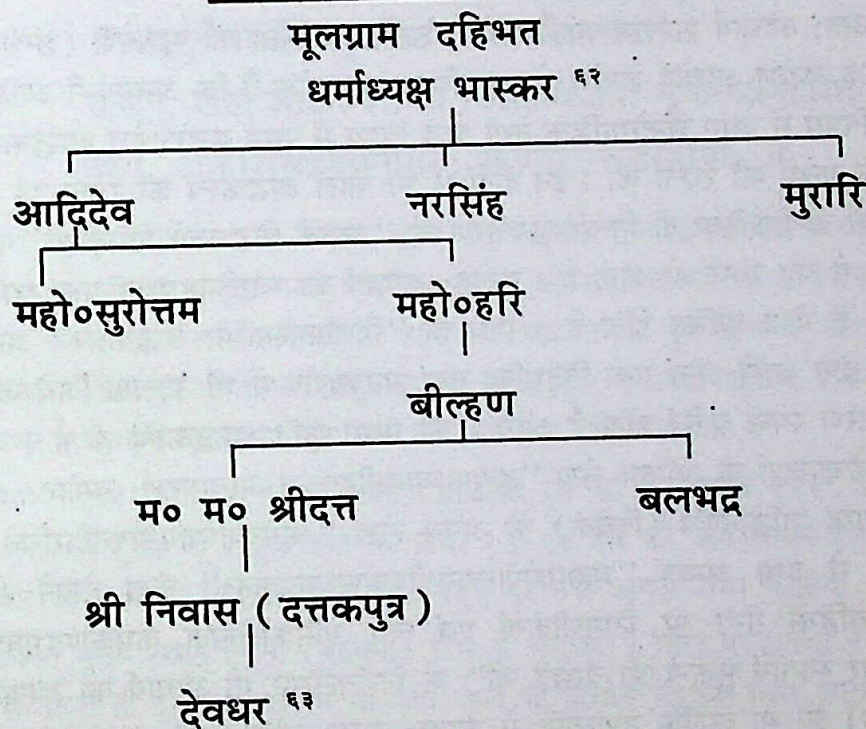 मूलग्राम दहिभत
धर्माध्यक्ष भास्कर ६२
आदिदेव नरसिंह मुरारि
महो०सुरोत्तम महो०हरि
बील्हण
म० म० श्रीदत्त बलभद्र
श्री निवास (दत्तकपुत्र)
देवधर ६३